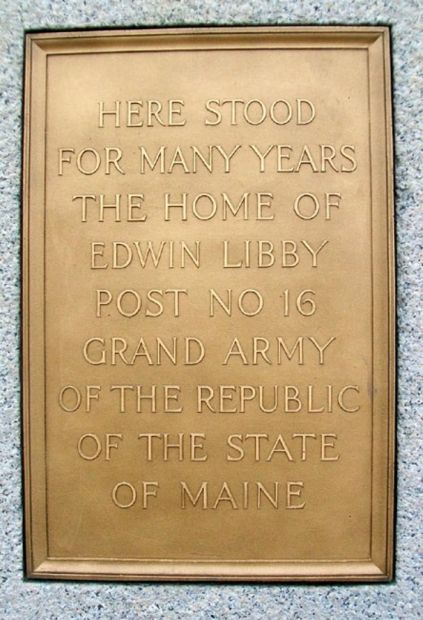 HERE STOOD
FOR MANY YEARS
THE HOME OF
EDWIN LIBBY
POST NO 16
GRAND ARMY
OF THE REPUBLIC
OF THE STATE
OF MAINE